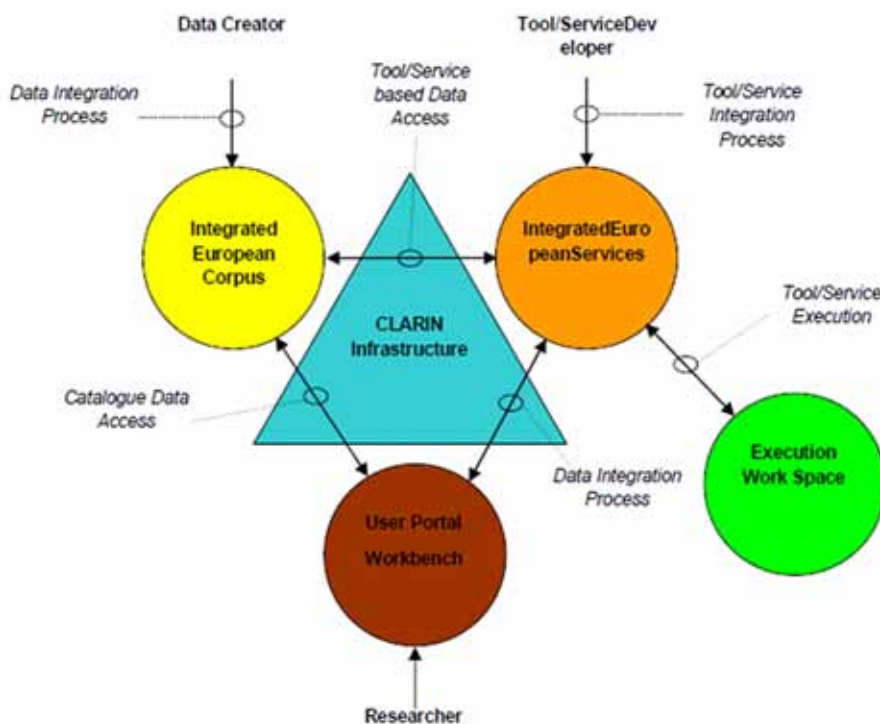 Data Creator
Tool/ServiceDev
eloper
Data Integration
Process
Tool/Service
based Data
Access
Tool/Service
Integration
Process
Integrated
European
Corpus
IntegratedEuro
peanServices
CLARIN
Infrastructure
Tool/Service
Execution
Catalogue Data
Access
Data Integration
Process
Execution
Work Space
User Portal
Workbench
Researcher